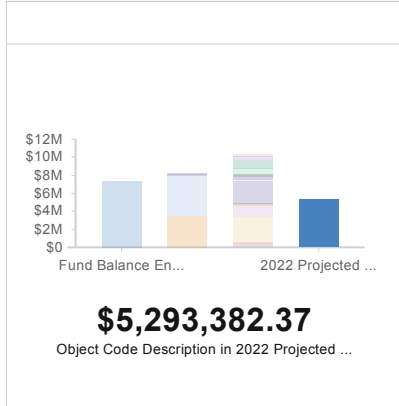 $12M
$10M
$8M
$6M
$4M
$2M
$0
Fund Balance En... 2022 Projected ...
$5,293,382.37
Object Code Description in 2022 Projected ...